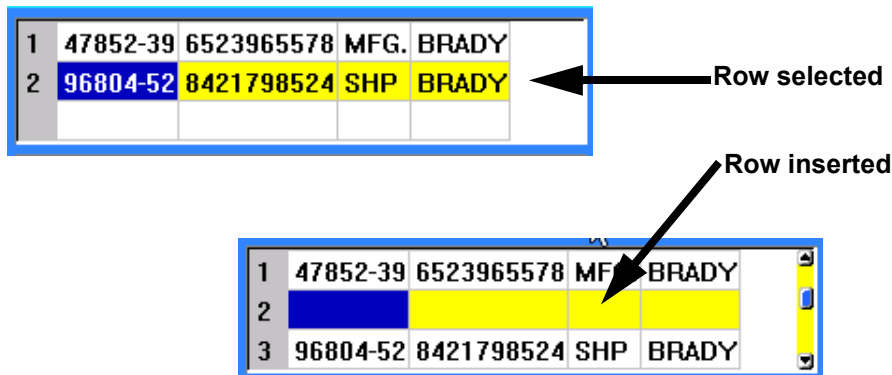 1 47852-39 6523965578 MFG. BRADY
2 96804-52 8421798524 SHP BRADY
Row selected
Row inserted
1 47852-39 6523965578 BRADY
2
3 96804-52 8421798524 SHP BRADY